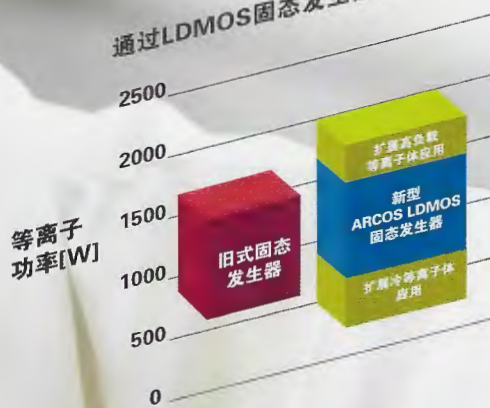 通过LDMOS固态发生
2500
2000
1500
1000
500
0
等离子
功率[W]
旧式固态
发生器
扩展高负载
等离子体应用
新型
ARCOS LDMOS
固态发生器
扩展冷等离子体
应用